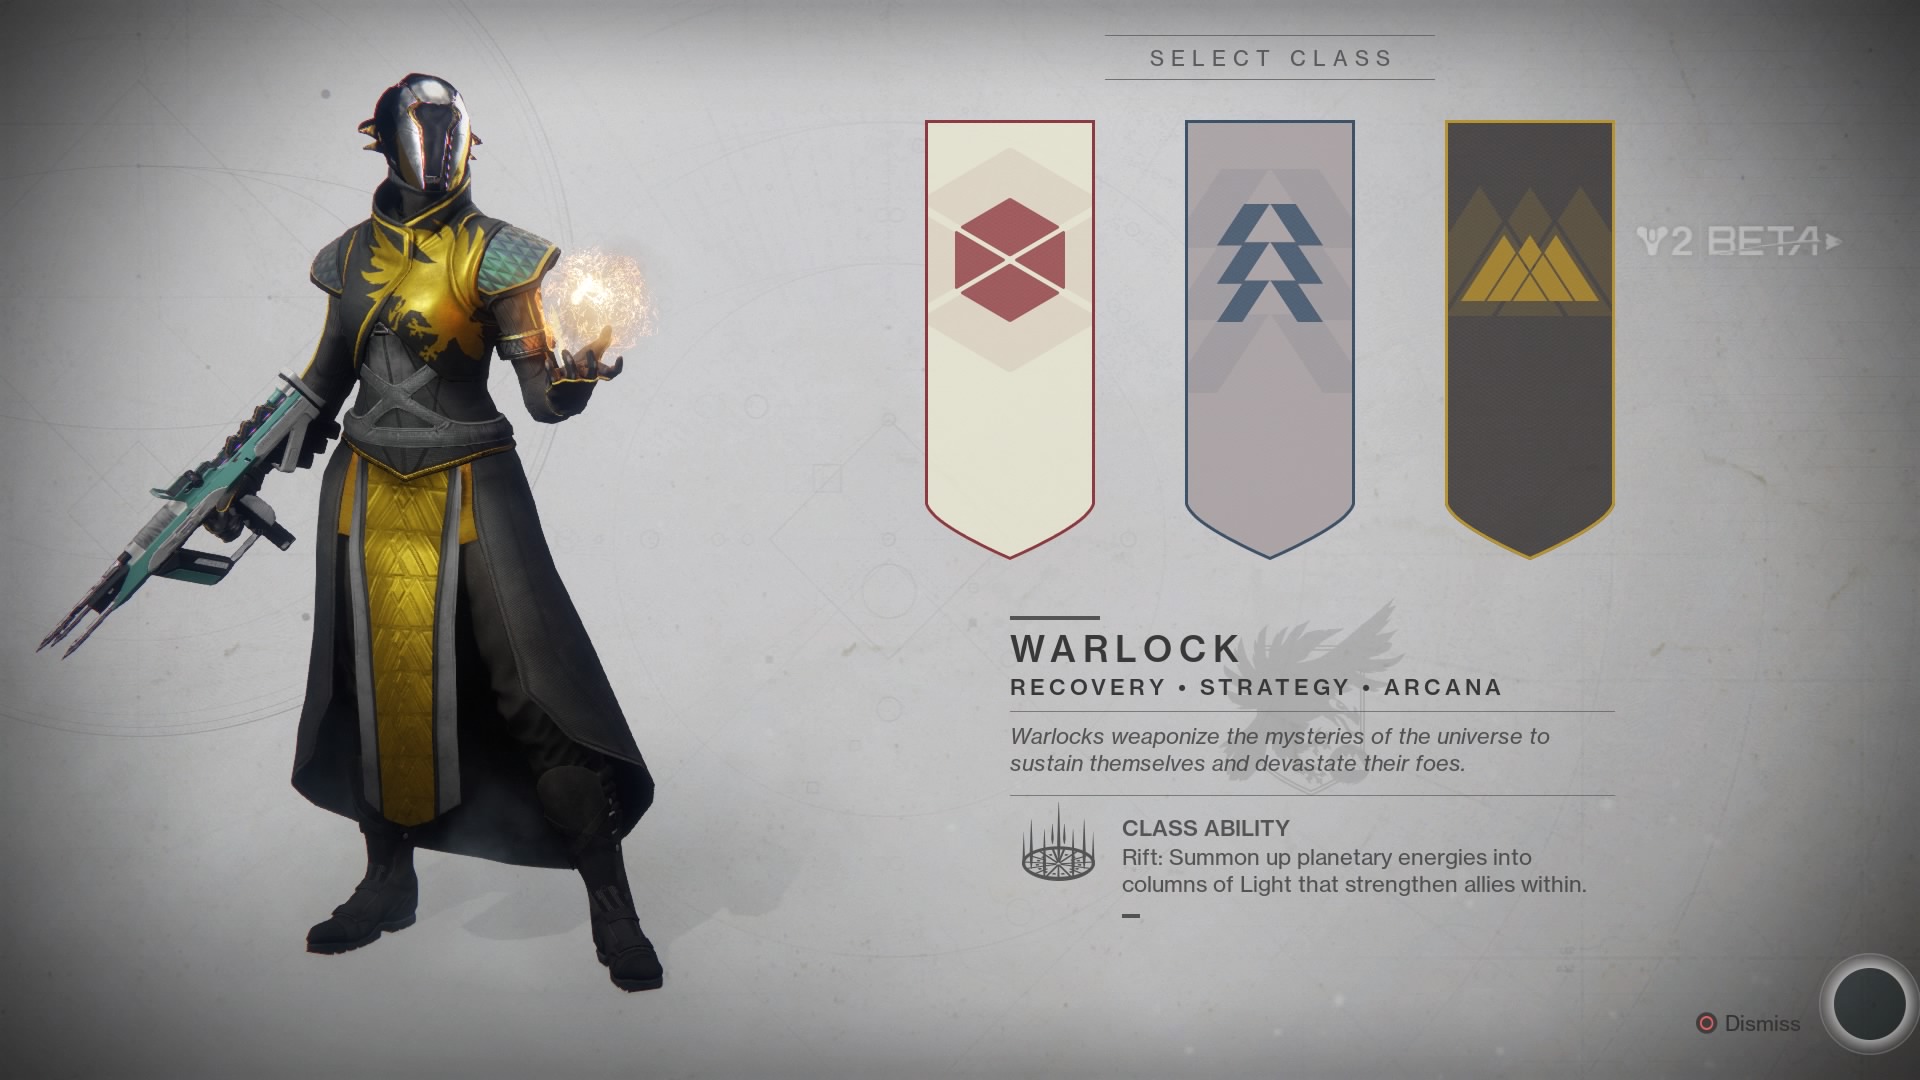 SELECT CLASS
2 BETA
WARLOCK
RECOVERY • STRATEGY • ARCANA
Warlocks weaponize the mysteries of the universe to
sustain themselves and devastate their foes.
CLASS ABILITY
Rift: Summon up planetary energies into
columns of Light that strengthen allies within.
Dismiss